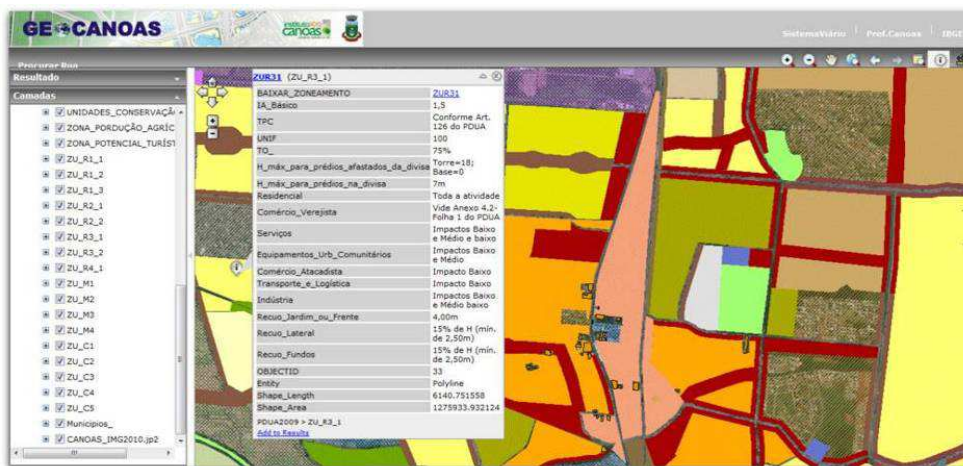 GEOCANOAS
instituto
canoas
SistemaViário
Pref.Canoas
IBGE
Procurar Rua
Resultado
Camadas
UNIDADES_CONSERVAÇÃ
ZONA_PORDUÇÃO_AGRÍC
ZONA_POTENCIAL_TURÍST
ZU_R1_1
ZU_R1_2
ZU_R1_3
ZU_R2_1
ZU_R2_2
ZU_R3_1
ZU_R3_2
ZU_R4_1
ZU_M1
ZU_M2
ZU_M3
ZU_M4
ZU_C1
ZU_C2
ZU_C3
ZU_C4
ZU_C5
Municipios_
CANOAS_IMG2010.jp2
ZUR31 (ZU_R3_1)
BAIXAR_ZONEAMENTO ZUR31
IA_Básico 1,5
TPC Conforme Art. 126 do PDUA
UNIF 100
TO_ 75%
H_máx_para_prédios_afastados_da_divisa Torre=18; Base=0
H_máx_para_prédios_na_divisa 7m
Residencial Toda a atividade
Comércio_Verejista Vide Anexo 4.2- Folha 1 do PDUA
Serviços Impactos Baixo e Médio e baixo
Equipamentos_Urb_Comunitários Impactos Baixo e Médio
Comércio_Atacadista Impacto Baixo
Transporte_e_Logística Impacto Baixo
Indústria Impactos Baixo e Médio baixo
Recuo_Jardim_ou_Frente 4,00m
Recuo_Lateral 15% de H (mín. de 2,50m)
Recuo_Fundos 15% de H (mín. de 2,50m)
OBJECTID 33
Entity Polyline
Shape_Length 6140.751558
Shape_Area 1275933.932124
PDUA2009 > ZU_R3_1
Add to Results